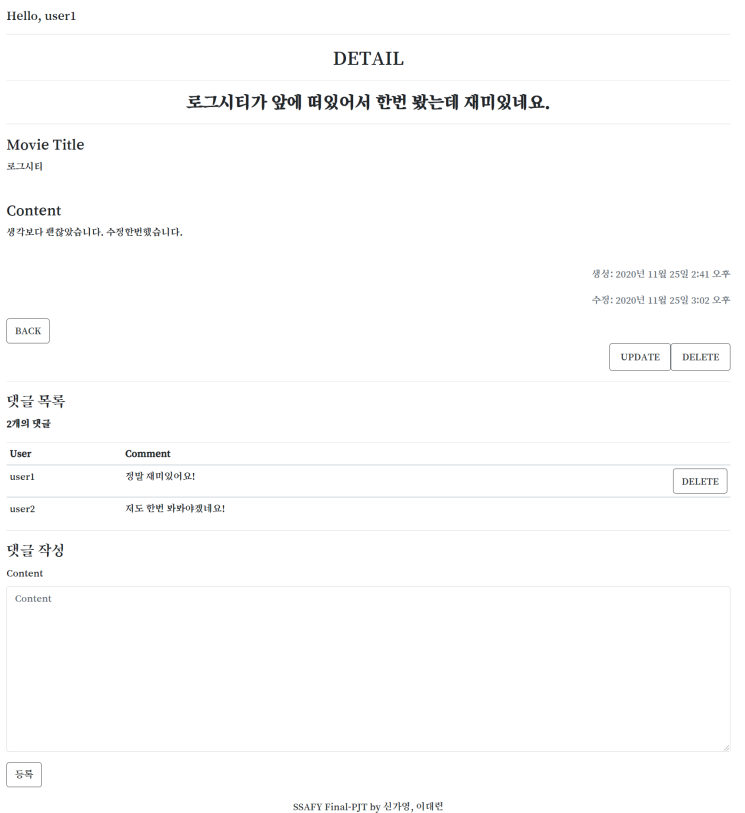 Hello, user1
DETAIL
로그시티가 앞에 떠있어서 한번 봤는데 재미있네요.
Movie Title
로그시티
Content
생각보다 괜찮았습니다. 수정한번했습니다.
생성: 2020년 11월 25일 2:41 오후
수정: 2020년 11월 25일 3:02 오후
BACK
UPDATE DELETE
댓글 목록
2개의 댓글
User Comment
user1 정말 재미있어요! DELETE
user2 저도 한번 봐봐야겠네요!
댓글 작성
Content
Content
등록
SSAFY Final-PJT by 신가영, 이대련